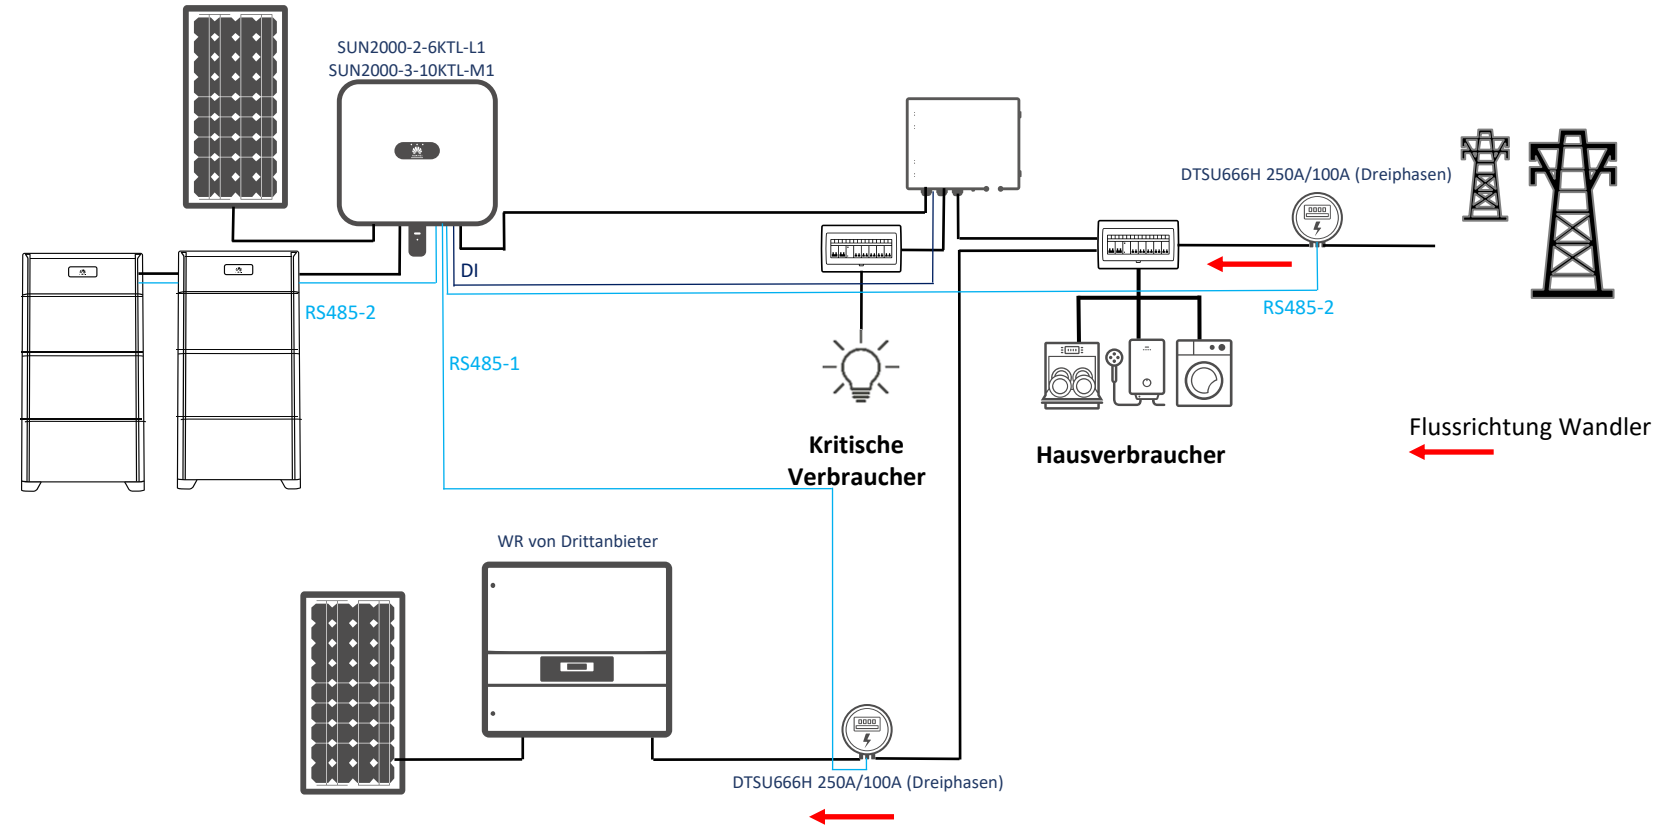 SUN2000-2-6KTL-L1
SUN2000-3-10KTL-M1
DTSU666H 250A/100A (Dreiphasen)
DI
RS485-2
RS485-2
RS485-1
Kritische
Verbraucher
Hausverbraucher
Flussrichtung Wandler
WR von Drittanbieter
DTSU666H 250A/100A (Dreiphasen)